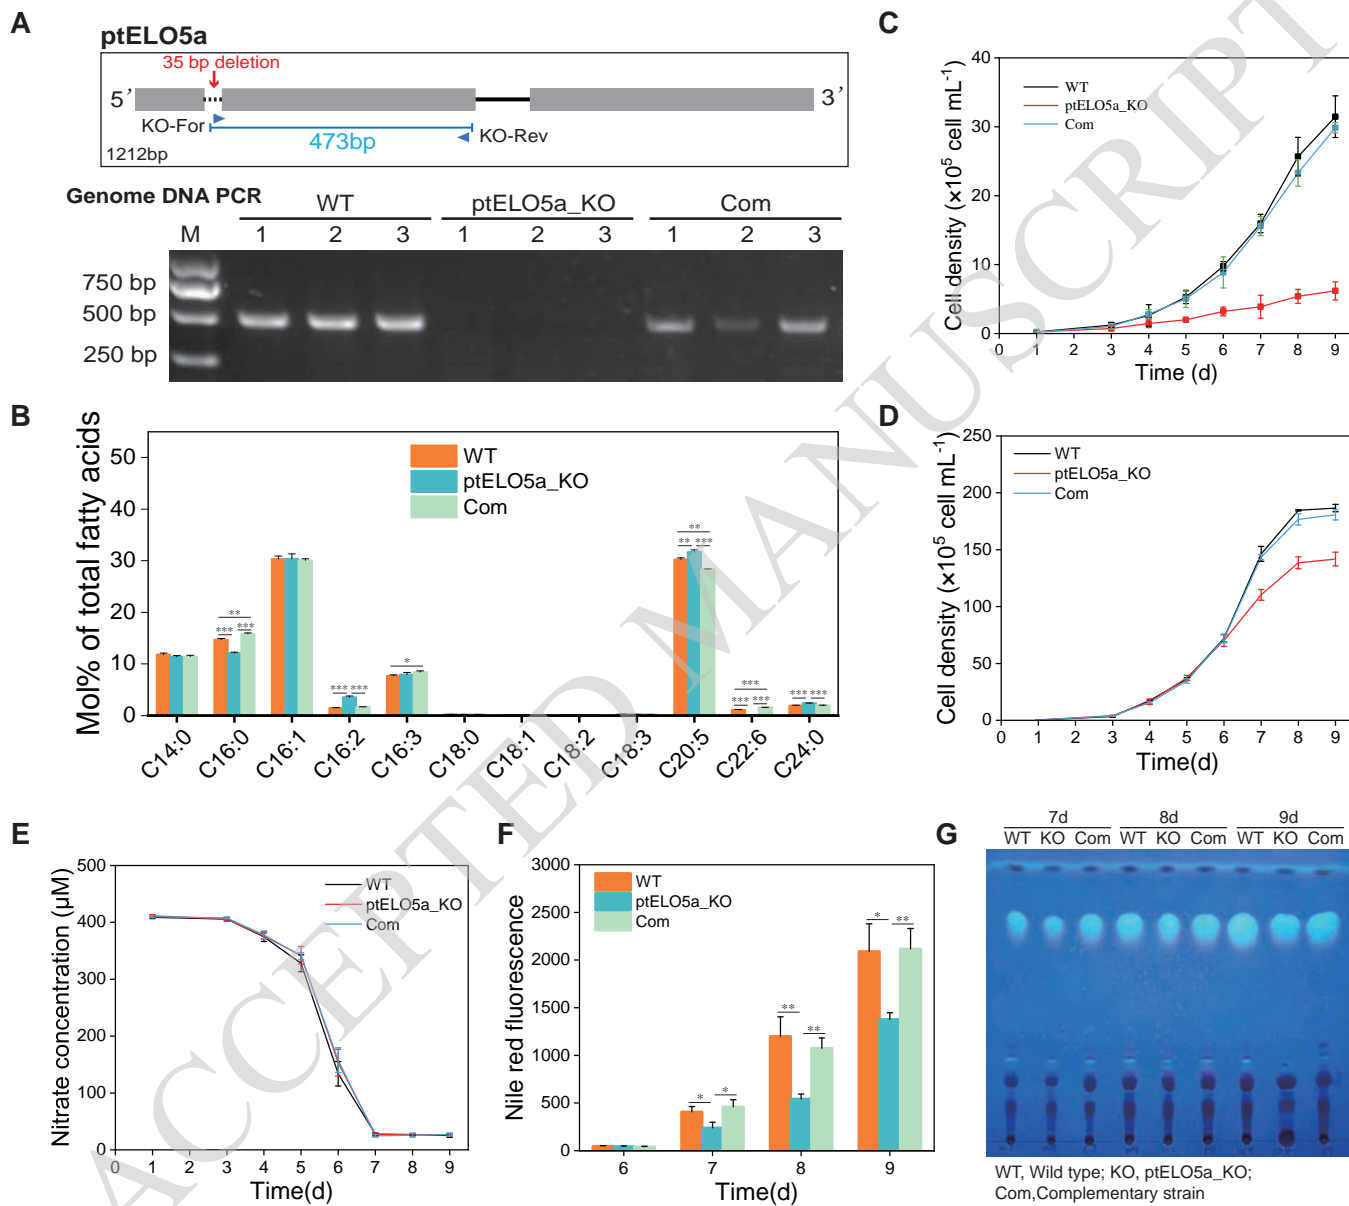 A
ptELO5a
35 bp deletion
5'
3'
KO-For
473bp
KO-Rev
1212bp
Genome DNA PCR
WT
ptELO5a_KO
Com
M
1
2
3
1
2
3
1
2
3
750 bp
500 bp
250 bp
B
Mol% of total fatty acids
50
40
30
20
10
0
WT
ptELO5a_KO
Com
***
***
**
***
***
*
**
***
**
***
***
***
***
***
C14:0
C16:0
C16:1
C16:2
C16:3
C18:0
C18:1
C18:2
C18:3
C20:5
C22:6
C24:0
C
Cell density (×10⁵ cell mL⁻¹)
40
30
20
10
0
WT
ptELO5a_KO
Com
0 1 2 3 4 5 6 7 8 9
Time (d)
D
Cell density (×10⁵ cell mL⁻¹)
250
200
150
100
50
0
WT
ptELO5a_KO
Com
0 1 2 3 4 5 6 7 8 9
Time(d)
E
Nitrate concentration (μM)
500
400
300
200
100
0
WT
ptELO5a_KO
Com
0 1 2 3 4 5 6 7 8 9
Time(d)
F
Nile red fluorescence
3000
2500
2000
1500
1000
500
0
WT
ptELO5a_KO
Com
* *
** **
* **
6 7 8 9
Time(d)
G
7d 8d 9d
WT KO Com WT KO Com WT KO Com
WT, Wild type; KO, ptELO5a_KO;
Com,Complementary strain
ACCEPTED MANUSCRIPT